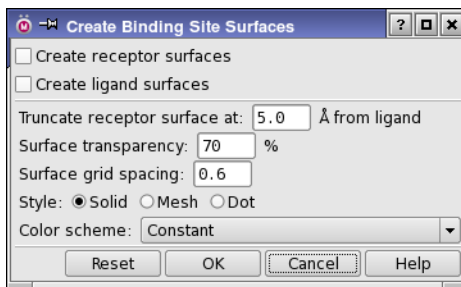 Create Binding Site Surfaces
Create receptor surfaces
Create ligand surfaces
Truncate receptor surface at: 5.0 Å from ligand
Surface transparency: 70 %
Surface grid spacing: 0.6
Style: Solid Mesh Dot
Color scheme: Constant
Reset OK Cancel Help